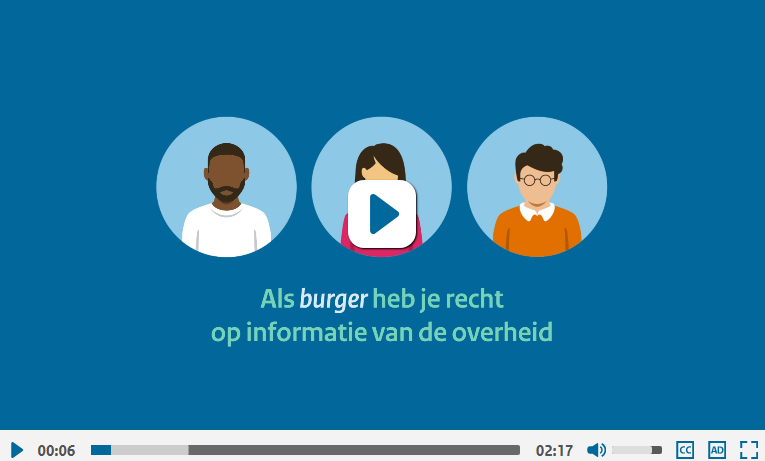 Als burger heb je recht
op informatie van de overheid
00:06 02:17 CC AD